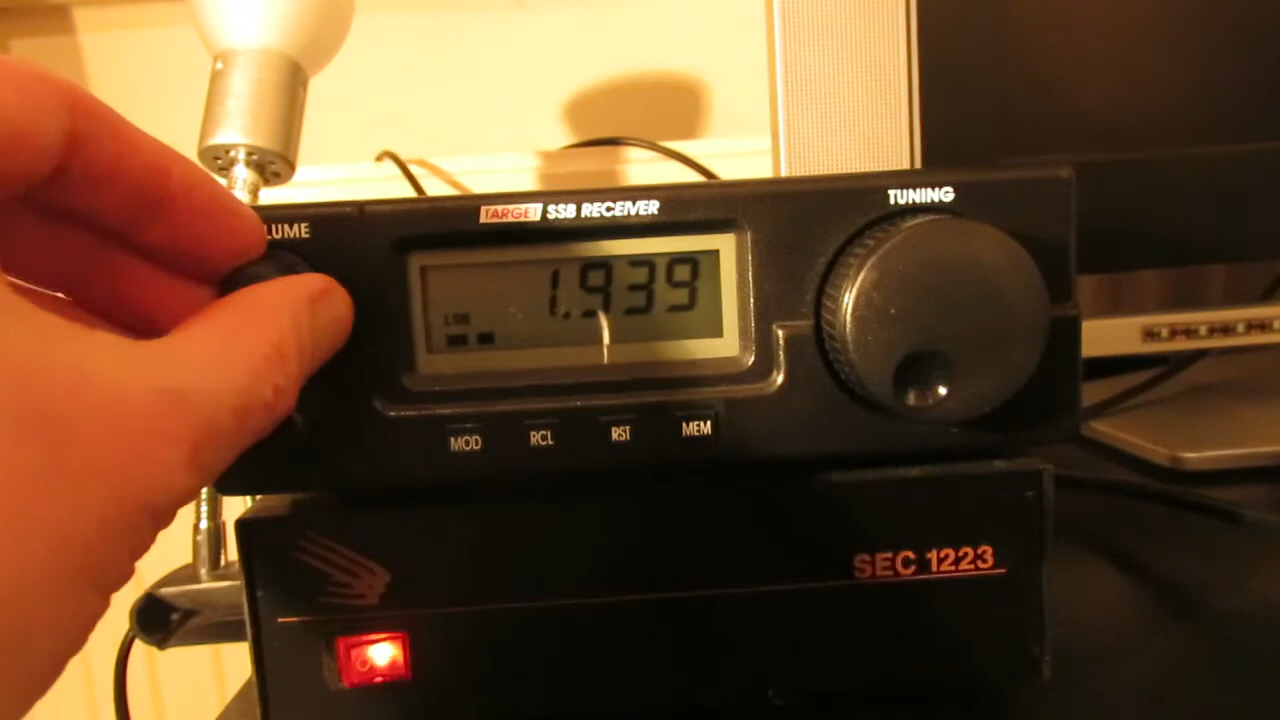 LUME
TARGET SSB RECEIVER
TUNING
1.939
LSB
MOD RCL RST MEM
SEC 1223